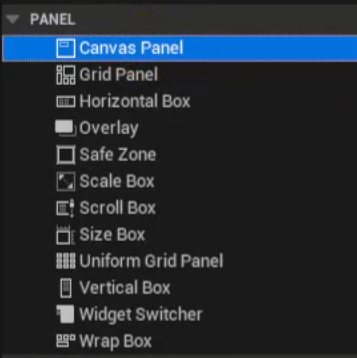 PANEL
Canvas Panel
Grid Panel
Horizontal Box
Overlay
Safe Zone
Scale Box
Scroll Box
Size Box
Uniform Grid Panel
Vertical Box
Widget Switcher
Wrap Box